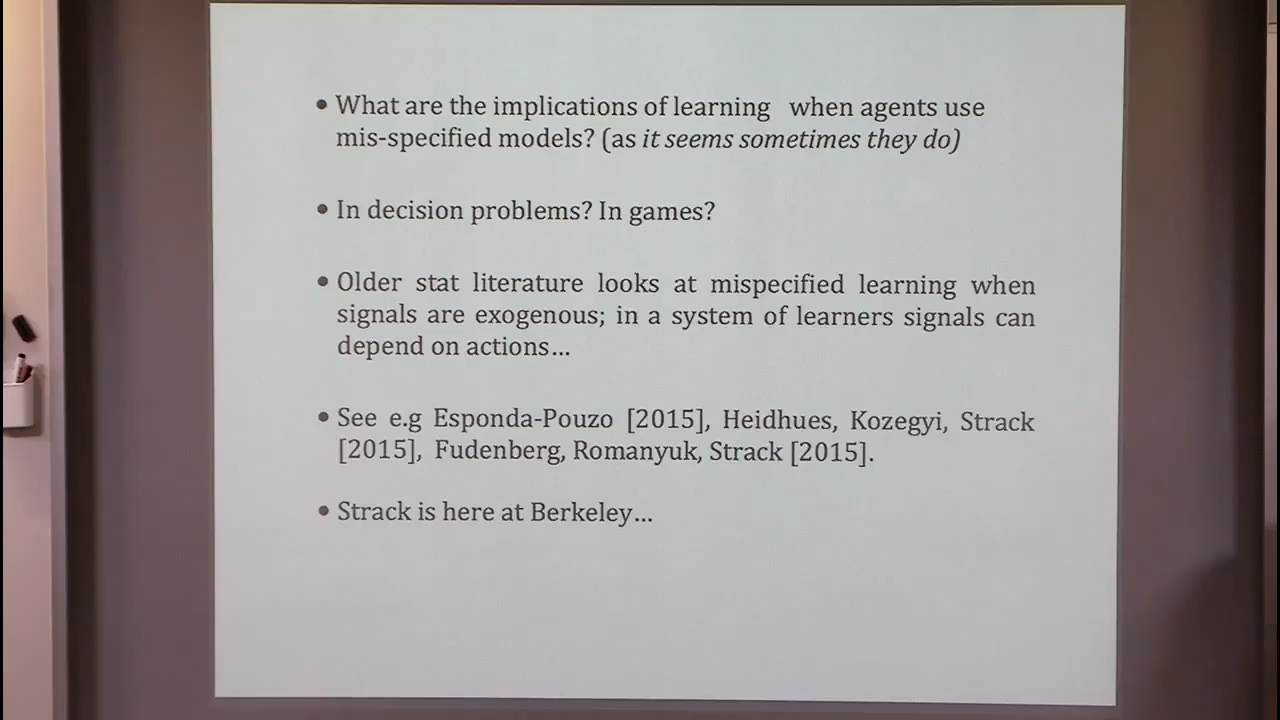 • What are the implications of learning when agents use
mis-specified models? (as it seems sometimes they do)
• In decision problems? In games?
• Older stat literature looks at mispecified learning when
signals are exogenous; in a system of learners signals can
depend on actions...
• See e.g Esponda-Pouzo [2015], Heidhues, Kozegyi, Strack
[2015], Fudenberg, Romanyuk, Strack [2015].
• Strack is here at Berkeley...